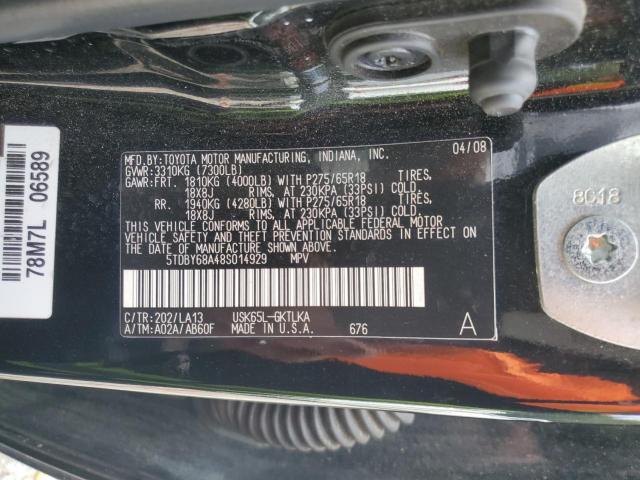 MFD.BY:TOYOTA MOTOR MANUFACTURING, INDIANA, INC. 04/08
GVWR:3310KG (7300LB)
GAWR:FRT. 1810KG (4000LB) WITH P275/65R18 TIRES,
18X8J RIMS, AT 230KPA (33PSI) COLD.
RR. 1940KG (4280LB) WITH P275/65R18 TIRES,
18X8J RIMS, AT 230KPA (33PSI) COLD.
THIS VEHICLE CONFORMS TO ALL APPLICABLE FEDERAL MOTOR
VEHICLE SAFETY AND THEFT PREVENTION STANDARDS IN EFFECT ON
THE DATE OF MANUFACTURE SHOWN ABOVE.
5TDBY68A48S014929 MPV
C/TR:202/LA13 USK65L-GKTLKA
A/TM:A02A/AB60F MADE IN U.S.A. 676 A
78M7L 06589
8018